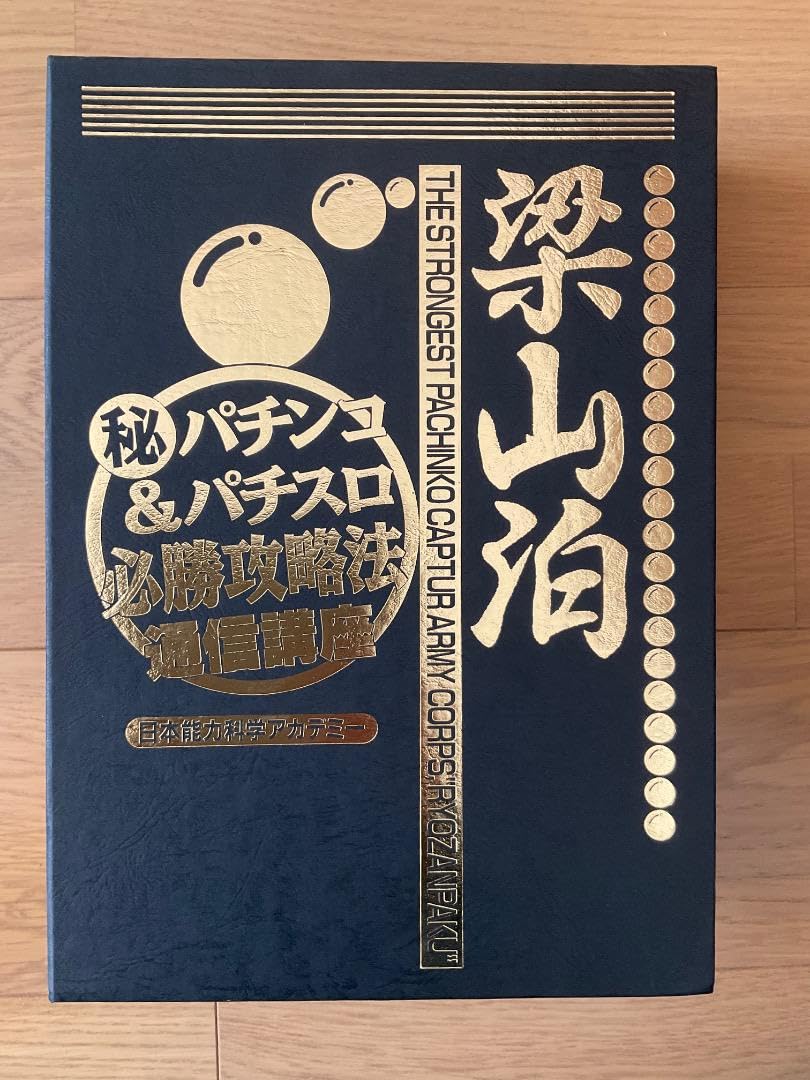 梁山泊
THE STRONGEST PACHINKO CAPTUR ARMY CORPS,"RYOZANPAKU"
㊙パチンコ
&パチスロ
必勝攻略法
通信講座
日本能力科学アカデミー